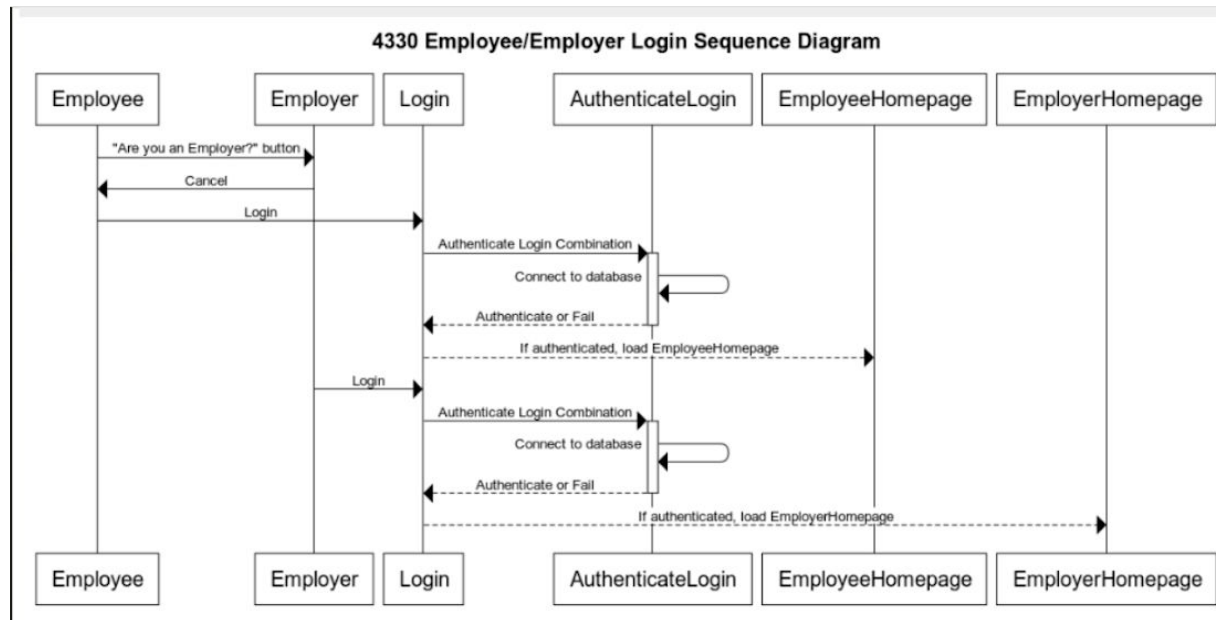 4330 Employee/Employer Login Sequence Diagram
Employee Employer Login AuthenticateLogin EmployeeHomepage EmployerHomepage
"Are you an Employer?" button
Cancel
Login
Authenticate Login Combination
Connect to database
Authenticate or Fail
If authenticated, load EmployeeHomepage
Login
Authenticate Login Combination
Connect to database
Authenticate or Fail
If authenticated, load EmployerHomepage
Employee Employer Login AuthenticateLogin EmployeeHomepage EmployerHomepage